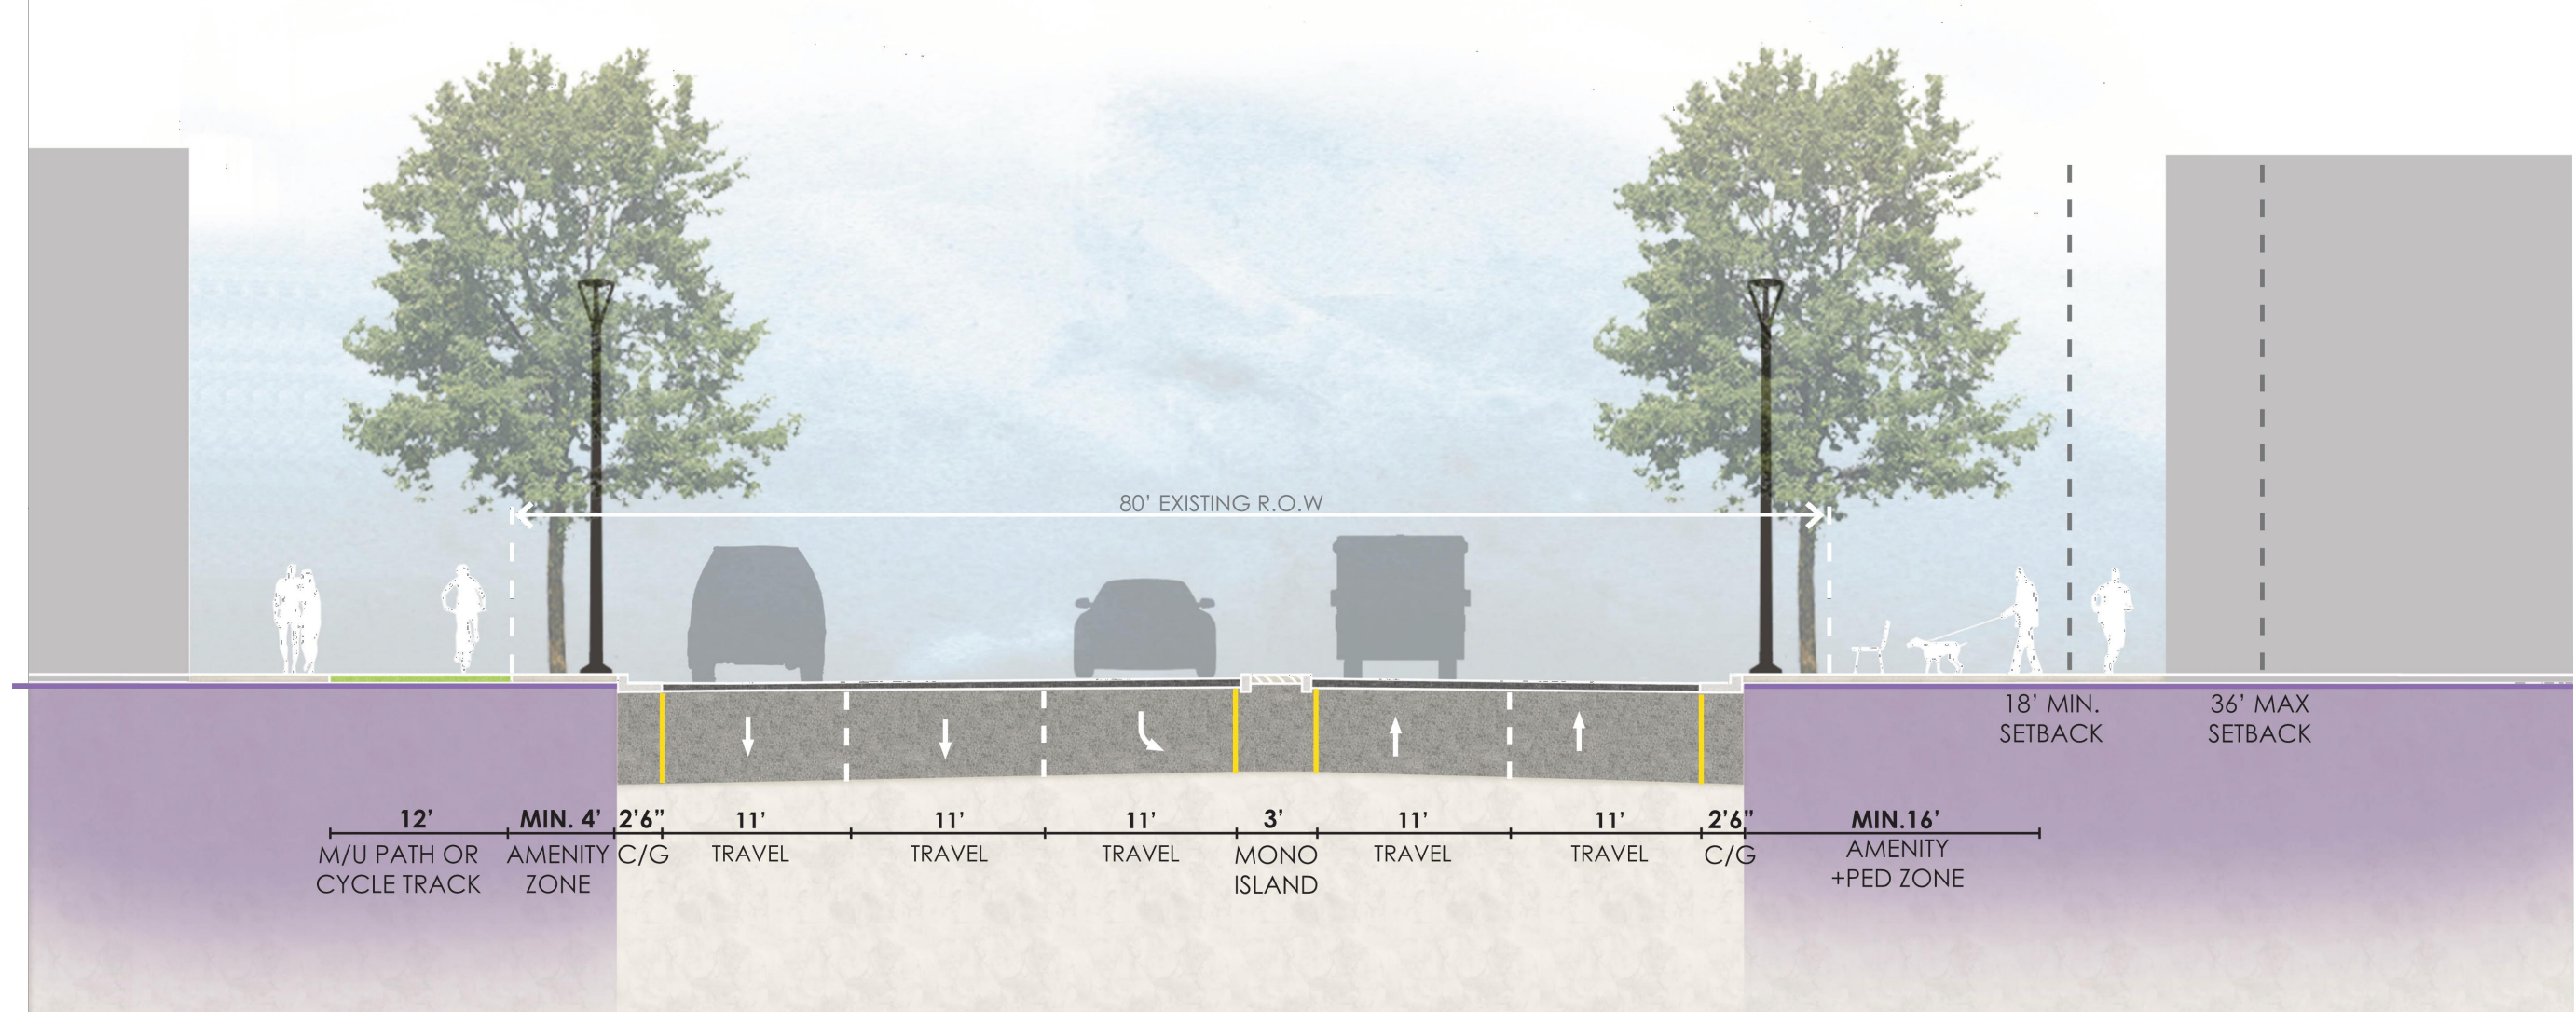 80' EXISTING R.O.W
18' MIN.
SETBACK
36' MAX
SETBACK
12'
M/U PATH OR
CYCLE TRACK
MIN. 4'
AMENITY
ZONE
2'6"
C/G
11'
TRAVEL
11'
TRAVEL
11'
TRAVEL
3'
MONO
ISLAND
11'
TRAVEL
11'
TRAVEL
2'6"
C/G
MIN.16'
AMENITY
+PED ZONE